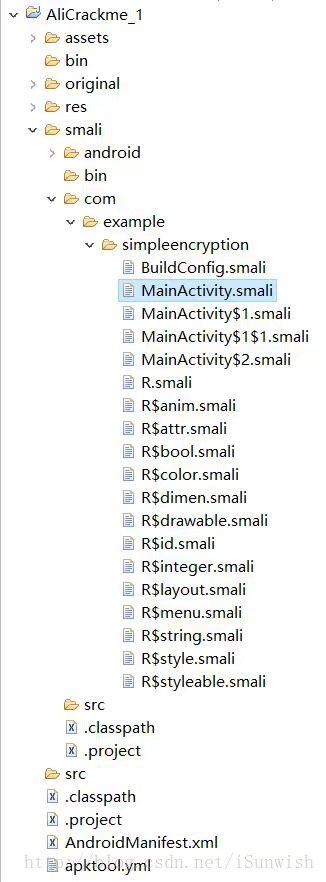 AliCrackme_1
assets
bin
original
res
smali
android
bin
com
example
simpleencryption
BuildConfig.smali
MainActivity.smali
MainActivity$1.smali
MainActivity$1$1.smali
MainActivity$2.smali
R.smali
R$anim.smali
R$attr.smali
R$bool.smali
R$color.smali
R$dimen.smali
R$drawable.smali
R$id.smali
R$integer.smali
R$layout.smali
R$menu.smali
R$string.smali
R$style.smali
R$styleable.smali
src
.classpath
.project
src
.classpath
.project
AndroidManifest.xml
http://blog.csdn.net/iSunwish
apktool.yml